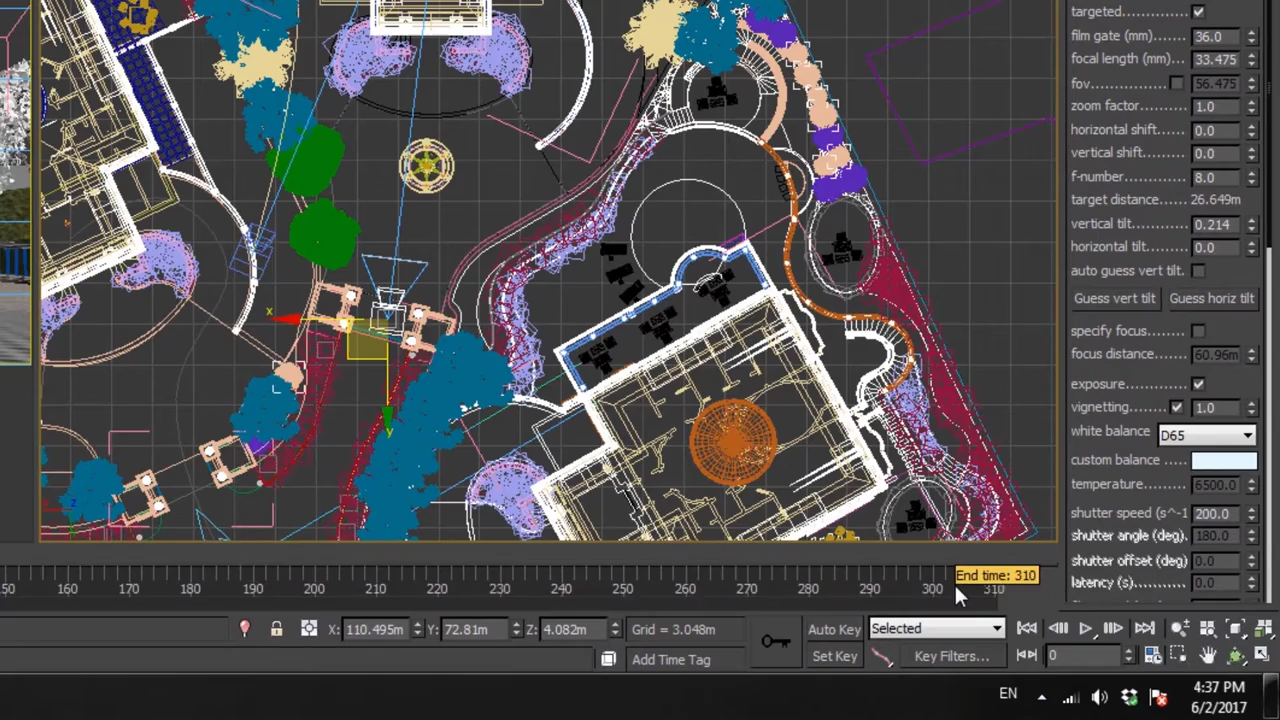 targeted..............
film gate (mm) 36.0
focal length (mm)... 33.475
fov.................. 56.475
zoom factor........ 1.0
horizontal shift.... 0.0
vertical shift....... 0.0
f-number............ 8.0
target distance.... 26.649m
vertical tilt......... 0.214
horizontal tilt...... 0.0
auto guess vert tilt.
Guess vert tilt Guess horiz tilt
specify focus.......
focus distance..... 60.96m
exposure............
vignetting......... 1.0
white balance D65
custom balance .....
temperature........ 6500.0
shutter speed (s^-1 200.0
shutter angle (deg). 180.0
shutter offset (deg) 0.0
latency (s)........... 0.0
x
y
z
End time: 310
150 160 170 180 190 200 210 220 230 240 250 260 270 280 290 300 310
X: 110.495m Y: 72.81m Z: 4.082m Grid = 3.048m Auto Key Selected
Add Time Tag Set Key Key Filters... 0
EN 4:37 PM
6/2/2017